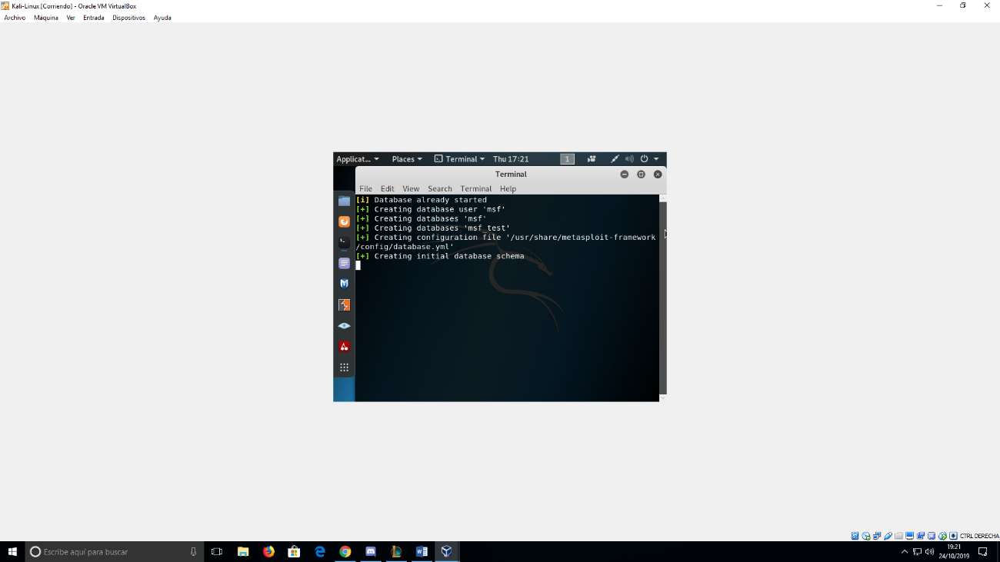 Kali-Linux [Corriendo] - Oracle VM VirtualBox
Archivo Máquina Ver Entrada Dispositivos Ayuda
Applicat... Places Terminal Thu 17:21 1
Terminal
File Edit View Search Terminal Help
[i] Database already started
[+] Creating database user 'msf'
[+] Creating databases 'msf'
[+] Creating databases 'msf_test'
[+] Creating configuration file '/usr/share/metasploit-framework
/config/database.yml'
[+] Creating initial database schema
CTRL DERECHA
Escribe aquí para buscar
19:21
24/10/2019